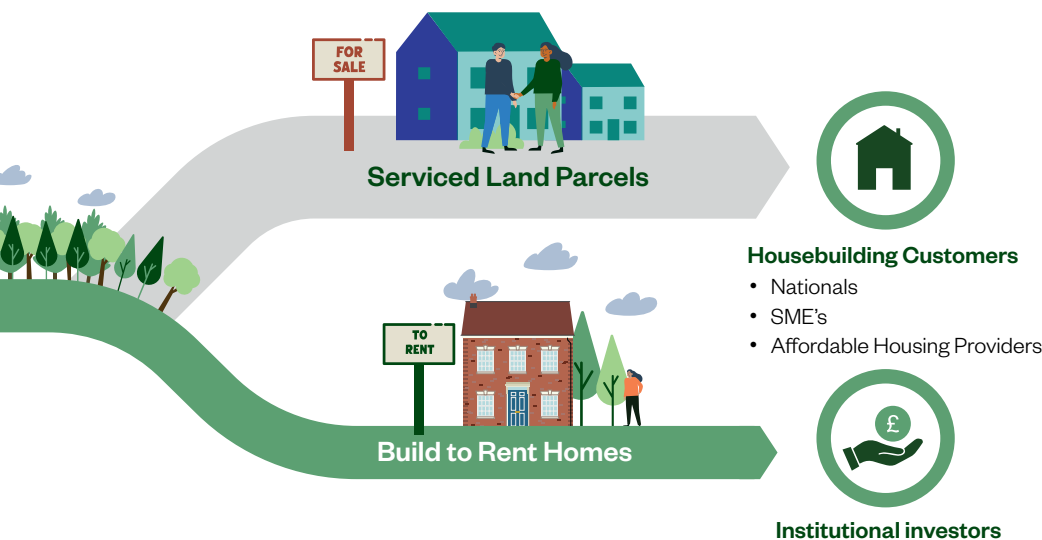 FOR
SALE
Serviced Land Parcels
Housebuilding Customers
• Nationals
• SME's
• Affordable Housing Providers
TO
RENT
Build to Rent Homes
£
Institutional investors